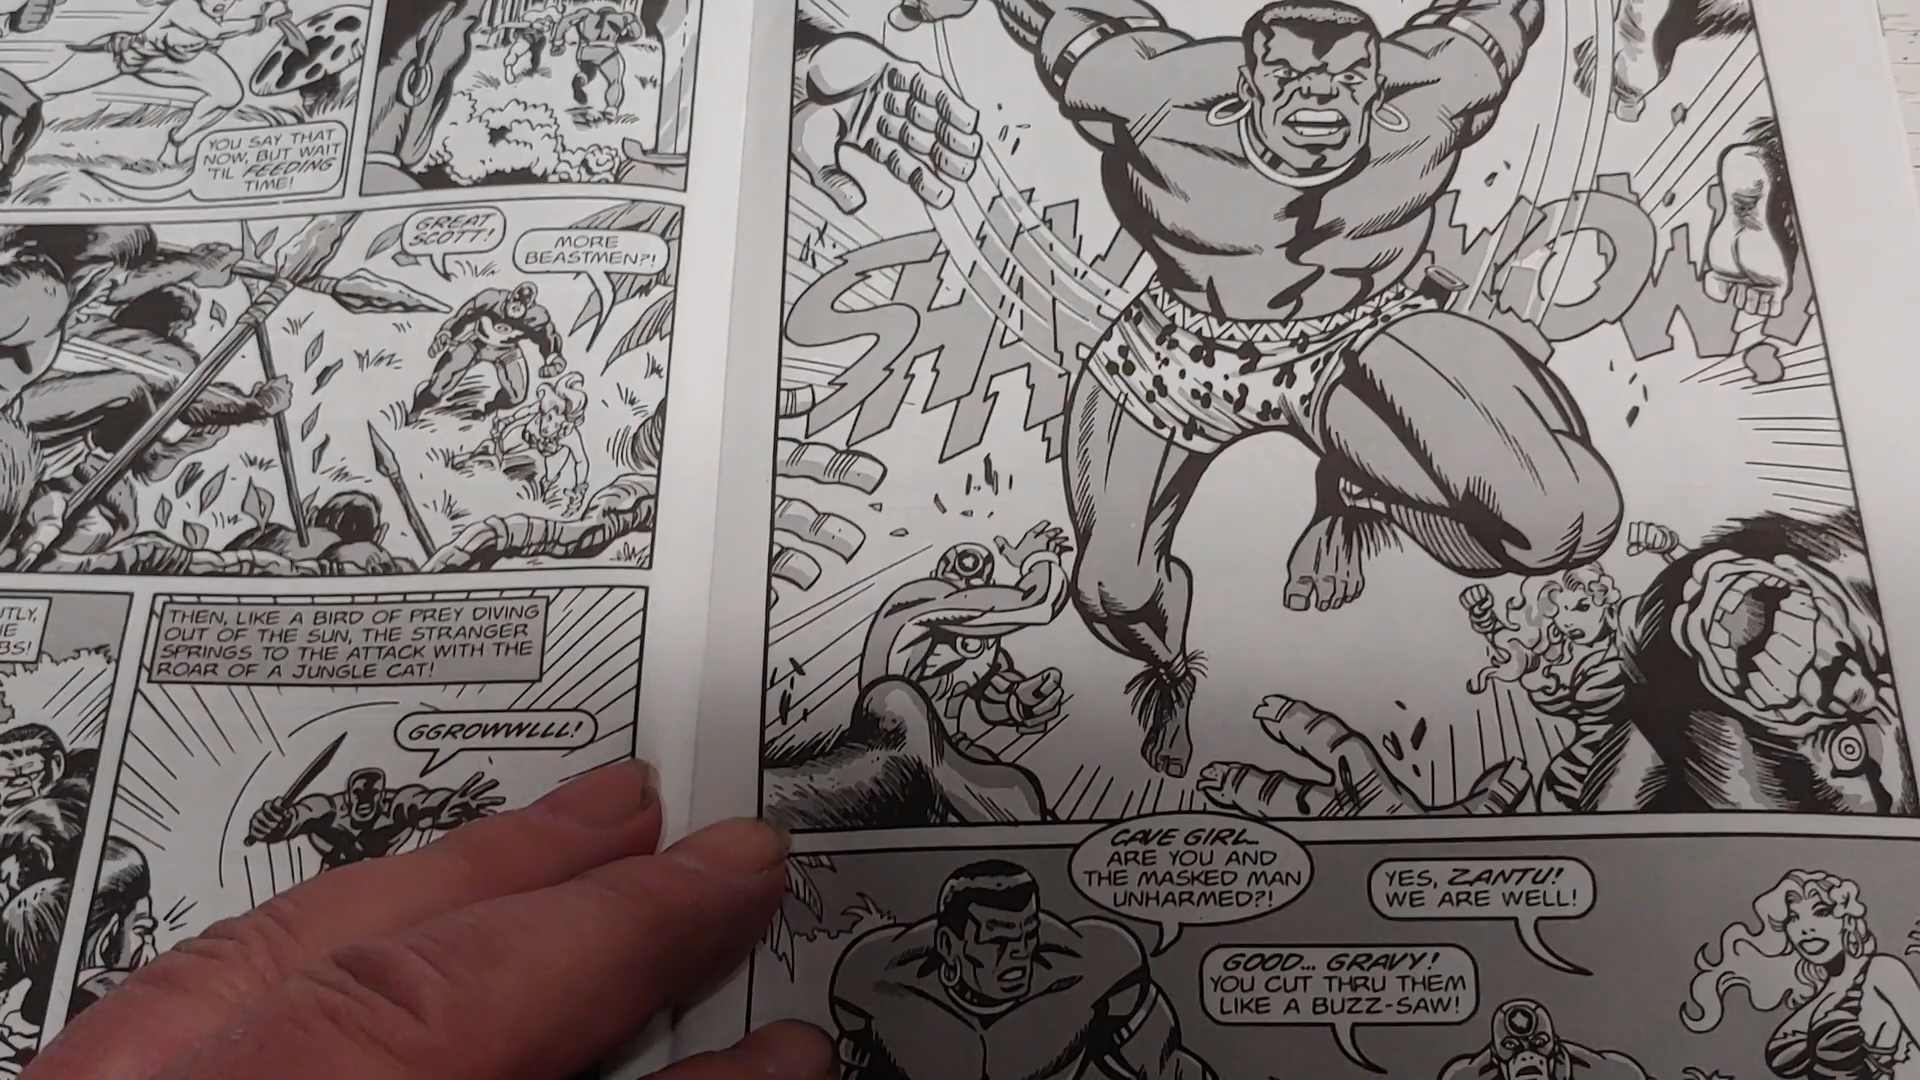 YOU SAY THAT
NOW, BUT WAIT
'TIL FEEDING
TIME!
GREAT
SCOTT!
MORE
BEASTMEN?!
THEN, LIKE A BIRD OF PREY DIVING
OUT OF THE SUN, THE STRANGER
SPRINGS TO THE ATTACK WITH THE
ROAR OF A JUNGLE CAT!
GGROWWLLL!
CAVE GIRL...
ARE YOU AND
THE MASKED MAN
UNHARMED?!
YES, ZANTU!
WE ARE WELL!
GOOD... GRAVY!
YOU CUT THRU THEM
LIKE A BUZZ-SAW!